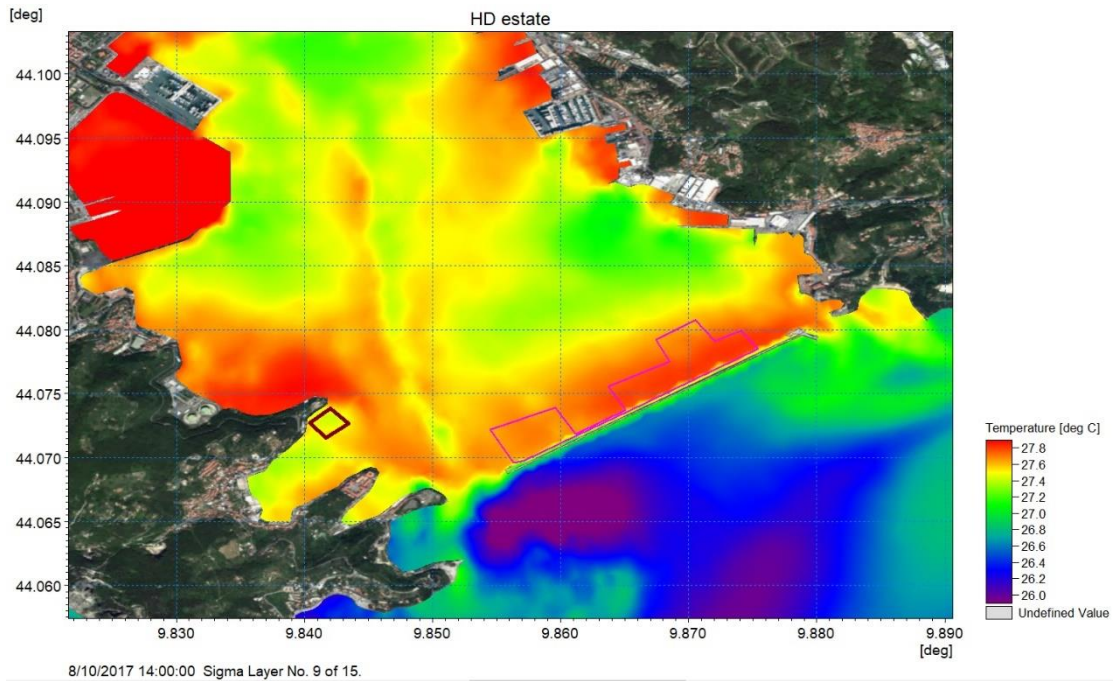 [deg]
HD estate
44.100
44.095
44.090
44.085
44.080
44.075
44.070
44.065
44.060
9.830 9.840 9.850 9.860 9.870 9.880 9.890
[deg]
8/10/2017 14:00:00 Sigma Layer No. 9 of 15.
Temperature [deg C]
27.8
27.6
27.4
27.2
27.0
26.8
26.6
26.4
26.2
26.0
Undefined Value